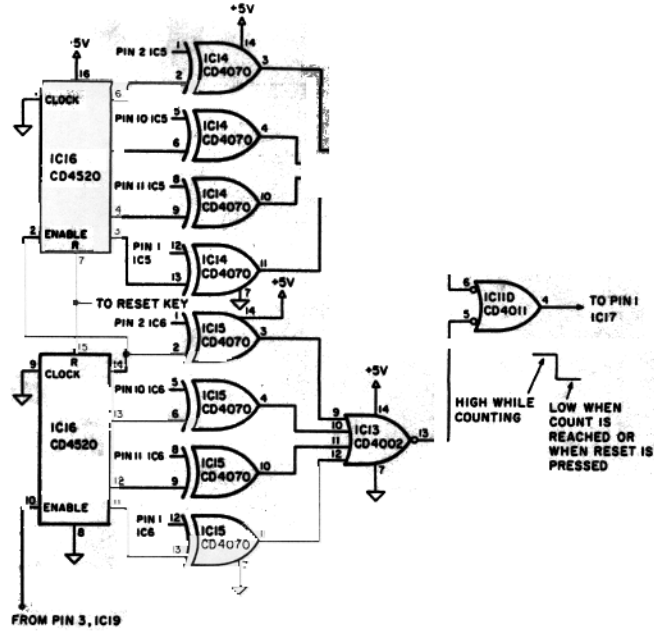 +5V
14
PIN 2 IC5
1
2
IC14
CD4070
3
.5V
16
CLOCK
1
6
IC16
CD4520
2
ENABLE
R
7
4
3
PIN 10 IC5
5
6
IC14
CD4070
4
PIN 11 IC5
8
9
IC14
CD4070
10
PIN 1
IC5
12
13
IC14
CD4070
11
7
+5V
14
TO RESET KEY
PIN 2 IC6
1
2
IC15
CD4070
3
15
R
9
CLOCK
14
IC16
CD4520
13
12
11
10
ENABLE
8
PIN 10 IC6
5
6
IC15
CD4070
4
PIN 11 IC6
8
9
IC15
CD4070
10
PIN 1
IC6
12
13
IC15
CD4070
11
+5V
14
9
10
11
12
IC13
CD4002
13
7
6
5
IC11D
CD4011
4
TO PIN 1
IC17
HIGH WHILE
COUNTING
LOW WHEN
COUNT IS
REACHED OR
WHEN RESET IS
PRESSED
FROM PIN 3, IC19